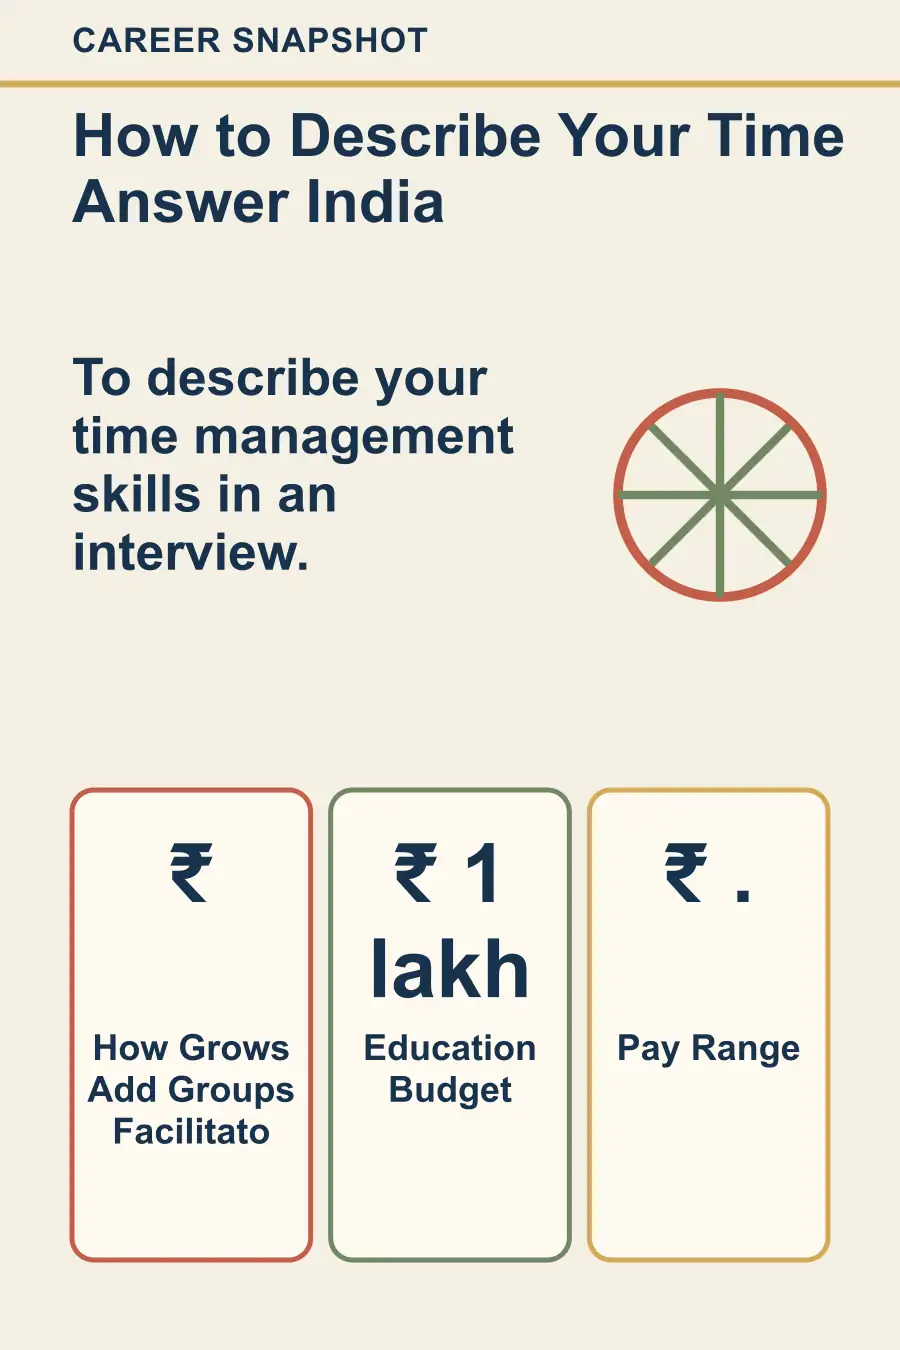 CAREER SNAPSHOT
How to Describe Your Time
Answer India
To describe your
time management
skills in an
interview.
₹
How Grows
Add Groups
Facilitato
₹ 1
lakh
Education
Budget
₹ .
Pay Range